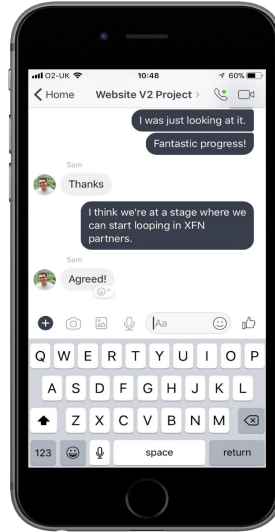 O2-UK 10:48 60%
Home Website V2 Project
I was just looking at it.
Fantastic progress!
Sam
Thanks
I think we're at a stage where we
can start looping in XFN
partners.
Sam
Agreed!
Aa
Q W E R T Y U I O P
A S D F G H J K L
Z X C V B N M
123 space return